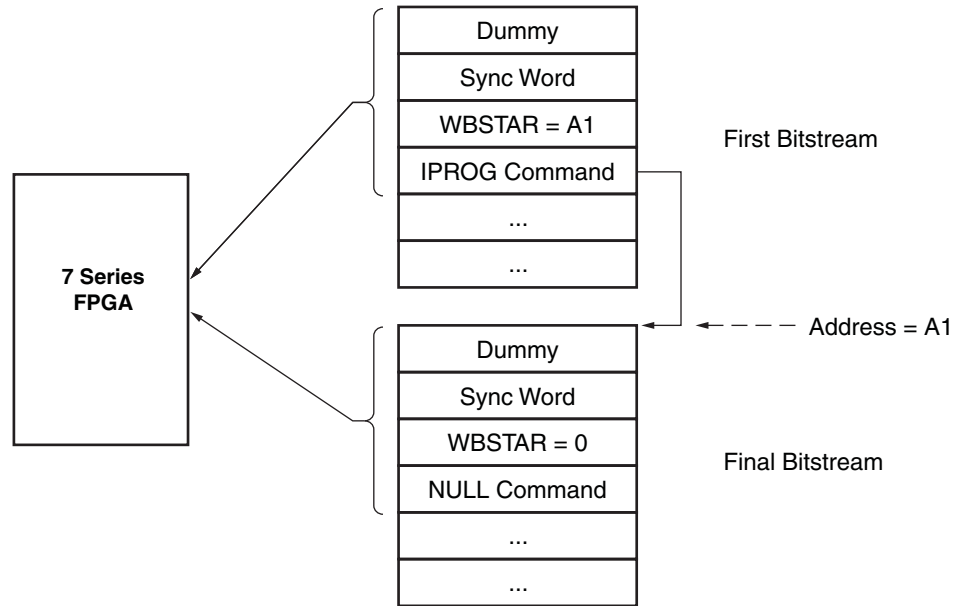 Dummy
Sync Word
WBSTAR = A1
IPROG Command
...
...
First Bitstream
7 Series
FPGA
Address = A1
Dummy
Sync Word
WBSTAR = 0
NULL Command
...
...
Final Bitstream